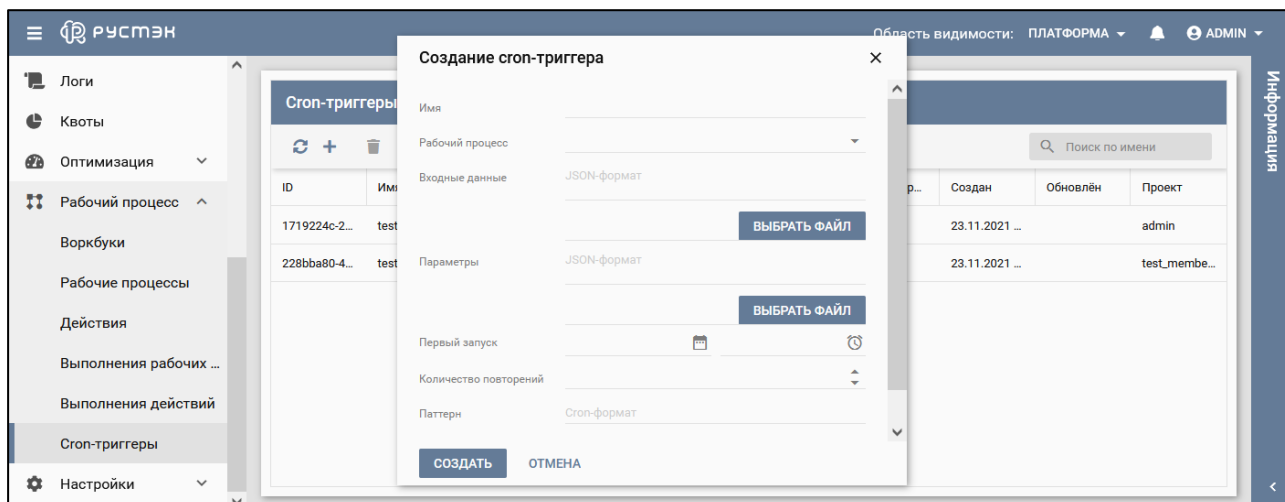 РУСТЭК
Область видимости: ПЛАТФОРМА
ADMIN
Информация
Логи
Квоты
Оптимизация
Рабочий процесс
Воркбуки
Рабочие процессы
Действия
Выполнения рабочих ...
Выполнения действий
Cron-триггеры
Настройки
Cron-триггеры
Поиск по имени
ID
Имя
р...
Создан
Обновлён
Проект
1719224c-2...
test
23.11.2021 ...
admin
228bba80-4...
test
23.11.2021 ...
test_membe...
Создание cron-триггера
Имя
Рабочий процесс
Входные данные
JSON-формат
ВЫБРАТЬ ФАЙЛ
Параметры
JSON-формат
ВЫБРАТЬ ФАЙЛ
Первый запуск
Количество повторений
Паттерн
Cron-формат
СОЗДАТЬ
ОТМЕНА